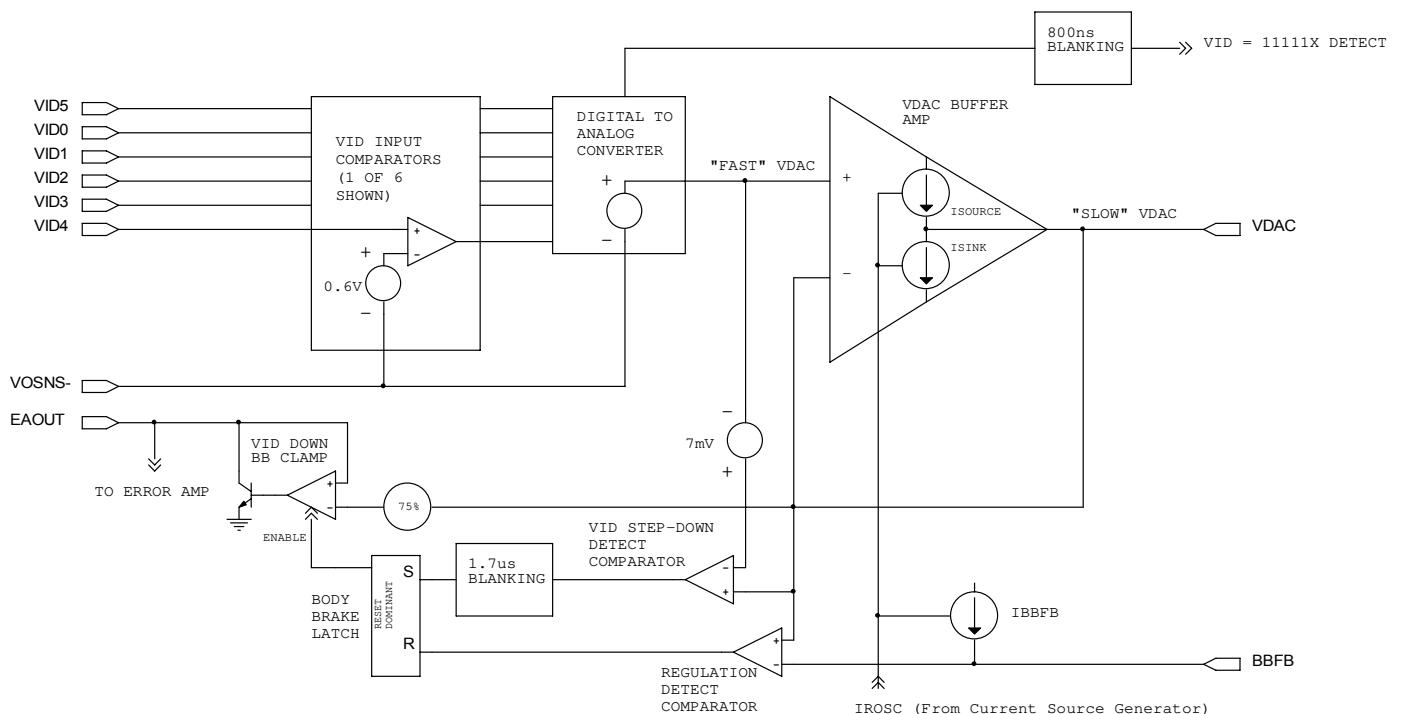 800ns
BLANKING
VID = 11111X DETECT
VID5
VID0
VID1
VID2
VID3
VID4
VID INPUT
COMPARATORS
(1 OF 6
SHOWN)
+
-
+
0.6V
-
DIGITAL TO
ANALOG
CONVERTER
+
-
"FAST" VDAC
VDAC BUFFER
AMP
+
-
ISOURCE
ISINK
"SLOW" VDAC
VDAC
VOSNS-
EAOUT
TO ERROR AMP
VID DOWN
BB CLAMP
+
-
ENABLE
75%
-
7mV
+
VID STEP-DOWN
DETECT
COMPARATOR
-
+
1.7us
BLANKING
BODY
BRAKE
LATCH
RESET
DOMINANT
S
R
REGULATION
DETECT
COMPARATOR
+
-
IBBFB
BBFB
IROSC (From Current Source Generator)